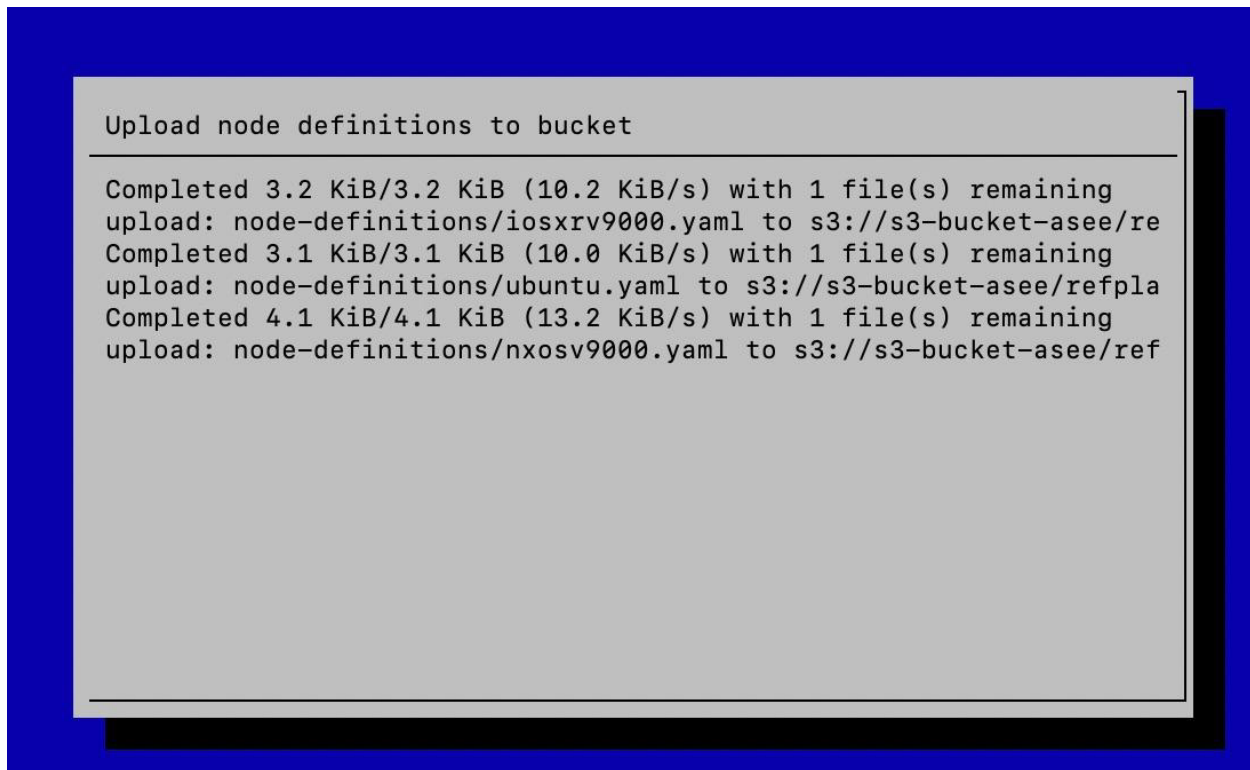 Upload node definitions to bucket
Completed 3.2 KiB/3.2 KiB (10.2 KiB/s) with 1 file(s) remaining
upload: node-definitions/iosxrv9000.yaml to s3://s3-bucket-asee/re
Completed 3.1 KiB/3.1 KiB (10.0 KiB/s) with 1 file(s) remaining
upload: node-definitions/ubuntu.yaml to s3://s3-bucket-asee/refpla
Completed 4.1 KiB/4.1 KiB (13.2 KiB/s) with 1 file(s) remaining
upload: node-definitions/nxosv9000.yaml to s3://s3-bucket-asee/ref